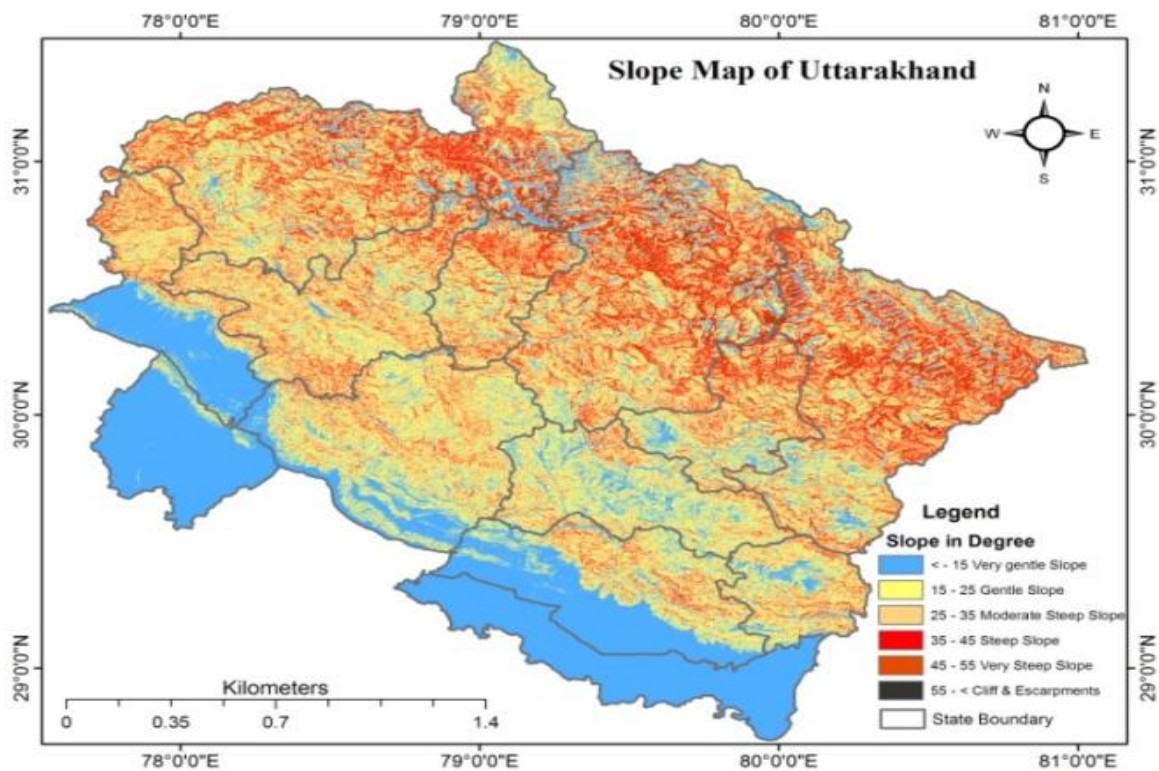 78°0'0"E 79°0'0"E 80°0'0"E 81°0'0"E
Slope Map of Uttarakhand
N
W E
S
31°0'0"N 31°0'0"N
30°0'0"N 30°0'0"N
29°0'0"N 29°0'0"N
Legend
Slope in Degree
< - 15 Very gentle Slope
15 - 25 Gentle Slope
25 - 35 Moderate Steep Slope
35 - 45 Steep Slope
45 - 55 Very Steep Slope
55 - < Cliff & Escarpments
State Boundary
Kilometers
0 0.35 0.7 1.4
78°0'0"E 79°0'0"E 80°0'0"E 81°0'0"E